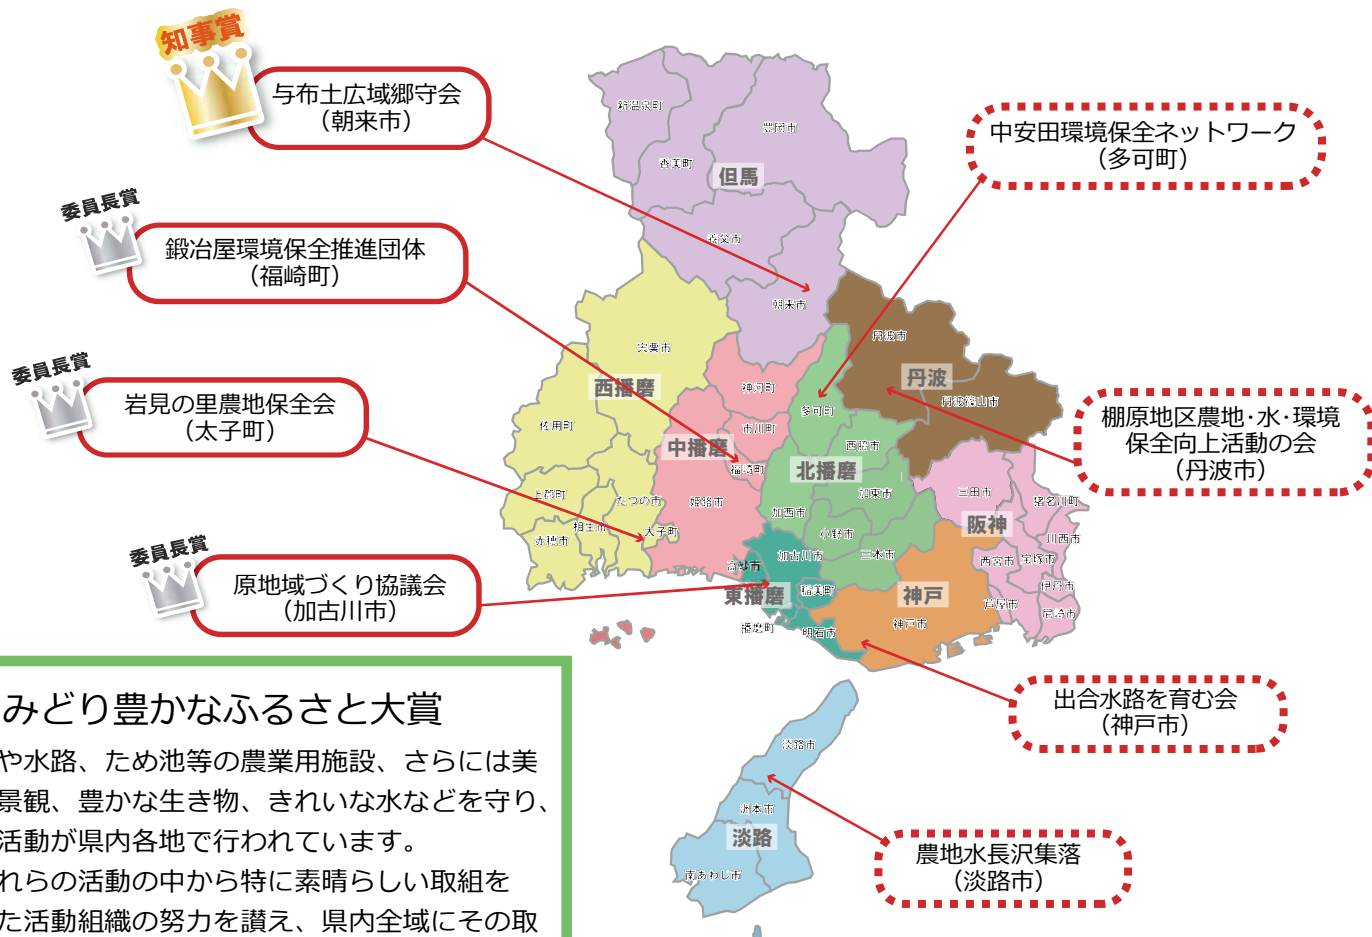 知事賞
与布土広域郷守会
（朝来市）
委員長賞
鍛冶屋環境保全推進団体
（福崎町）
委員長賞
岩見の里農地保全会
（太子町）
委員長賞
原地域づくり協議会
（加古川市）
中安田環境保全ネットワーク
（多可町）
棚原地区農地･水･環境
保全向上活動の会
（丹波市）
出合水路を育む会
（神戸市）
農地水長沢集落
（淡路市）
新温泉町
香美町
豊岡市
但馬
養父市
朝来市
宍粟市
西播磨
佐用町
上郡町
赤穂市
相生市
たつの市
太子町
神河町
市川町
中播磨
福崎町
姫路市
多可町
西脇市
北播磨
加東市
加西市
小野市
三木市
丹波市
丹波
丹波篠山市
三田市
阪神
猪名川町
川西市
西宮市
宝塚市
伊丹市
芦屋市
尼崎市
加古川市
高砂市
東播磨
稲美町
播磨町
明石市
神戸
神戸市
淡路市
洲本市
淡路
南あわじ市
みどり豊かなふるさと大賞
や水路、ため池等の農業用施設、さらには美
景観、豊かな生き物、きれいな水などを守り、
活動が県内各地で行われています。
れらの活動の中から特に素晴らしい取組を
た活動組織の努力を讃え、県内全域にその取